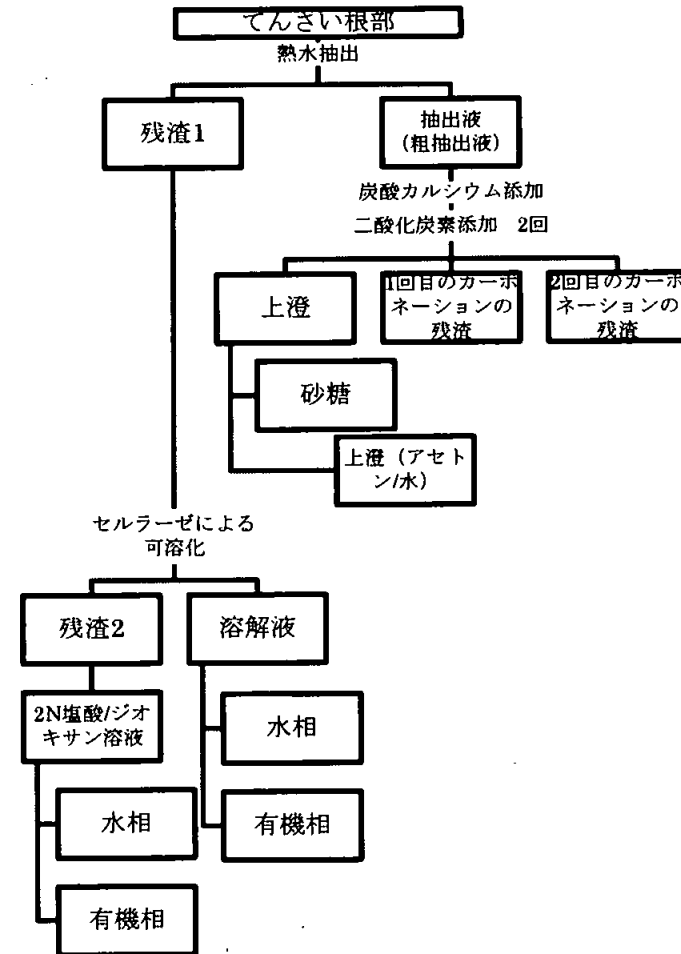 てんさい根部
熱水抽出
残渣1
抽出液
(粗抽出液)
炭酸カルシウム添加
二酸化炭素添加 2回
上澄
1回目のカーボ
ネーションの
残渣
2回目のカーボ
ネーションの
残渣
砂糖
上澄（アセト
ン/水）
セルラーゼによる
可溶化
残渣2
溶解液
2N塩酸/ジオ
キサン溶液
水相
水相
有機相
有機相